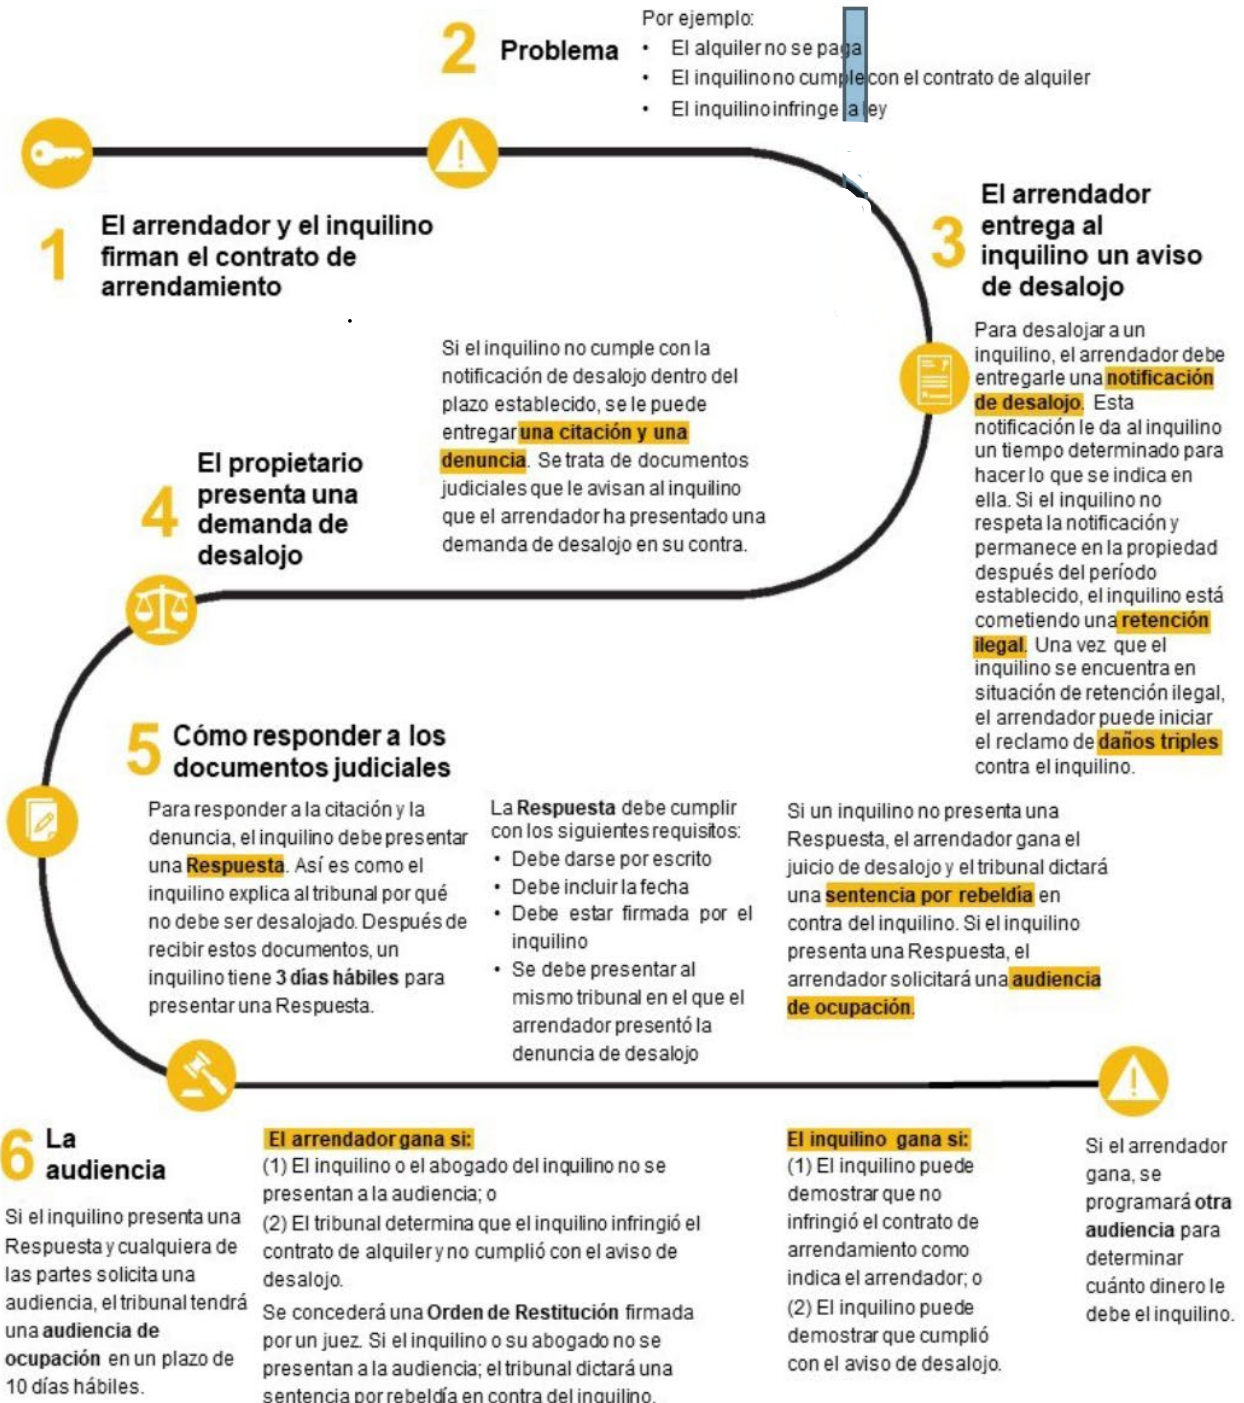 2 Problema
Por ejemplo:
• El alquiler no se paga
• El inquilino no cumple con el contrato de alquiler
• El inquilino infringe la ley
1
El arrendador y el inquilino
firman el contrato de
arrendamiento
3
El arrendador
entrega al
inquilino un aviso
de desalojo
Para desalojar a un
inquilino, el arrendador debe
entregarle una notificación
de desalojo. Esta
notificación le da al inquilino
un tiempo determinado para
hacer lo que se indica en
ella. Si el inquilino no
respeta la notificación y
permanece en la propiedad
después del período
establecido, el inquilino está
cometiendo una retención
ilegal. Una vez que el
inquilino se encuentra en
situación de retención ilegal,
el arrendador puede iniciar
el reclamo de daños triples
contra el inquilino.
4
El propietario
presenta una
demanda de
desalojo
Si el inquilino no cumple con la
notificación de desalojo dentro del
plazo establecido, se le puede
entregar una citación y una
denuncia. Se trata de documentos
judiciales que le avisan al inquilino
que el arrendador ha presentado una
demanda de desalojo en su contra.
5
Cómo responder a los
documentos judiciales
Para responder a la citación y la
denuncia, el inquilino debe presentar
una Respuesta. Así es como el
inquilino explica al tribunal por qué
no debe ser desalojado. Después de
recibir estos documentos, un
inquilino tiene 3 días hábiles para
presentar una Respuesta.
La Respuesta debe cumplir
con los siguientes requisitos:
• Debe darse por escrito
• Debe incluir la fecha
• Debe estar firmada por el
inquilino
• Se debe presentar al
mismo tribunal en el que el
arrendador presentó la
denuncia de desalojo
Si un inquilino no presenta una
Respuesta, el arrendador gana el
juicio de desalojo y el tribunal dictará
una sentencia por rebeldía en
contra del inquilino. Si el inquilino
presenta una Respuesta, el
arrendador solicitará una audiencia
de ocupación.
6
La
audiencia
Si el inquilino presenta una
Respuesta y cualquiera de
las partes solicita una
audiencia, el tribunal tendrá
una audiencia de
ocupación en un plazo de
10 días hábiles.
El arrendador gana si:
(1) El inquilino o el abogado del inquilino no se
presentan a la audiencia; o
(2) El tribunal determina que el inquilino infringió el
contrato de alquiler y no cumplió con el aviso de
desalojo.
Se concederá una Orden de Restitución firmada
por un juez. Si el inquilino o su abogado no se
presentan a la audiencia; el tribunal dictará una
sentencia por rebeldía en contra del inquilino.
El inquilino gana si:
(1) El inquilino puede
demostrar que no
infringió el contrato de
arrendamiento como
indica el arrendador; o
(2) El inquilino puede
demostrar que cumplió
con el aviso de desalojo.
Si el arrendador
gana, se
programará otra
audiencia para
determinar
cuánto dinero le
debe el inquilino.